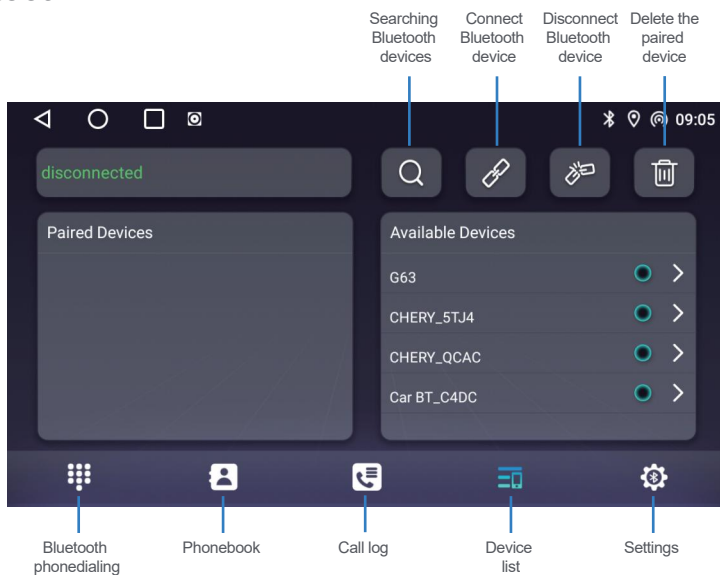 Searching
Bluetooth
devices
Connect
Bluetooth
device
Disconnect
Bluetooth
device
Delete the
paired
device
09:05
disconnected
Paired Devices
Available Devices
G63
CHERY_5TJ4
CHERY_QCAC
Car BT_C4DC
Bluetooth
phonedialing
Phonebook
Call log
Device
list
Settings